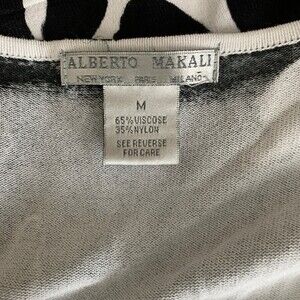 ALBERTO MAKALI
NEW YORK PARIS MILANO
M
65% VISCOSE
35% NYLON
SEE REVERSE
FOR CARE